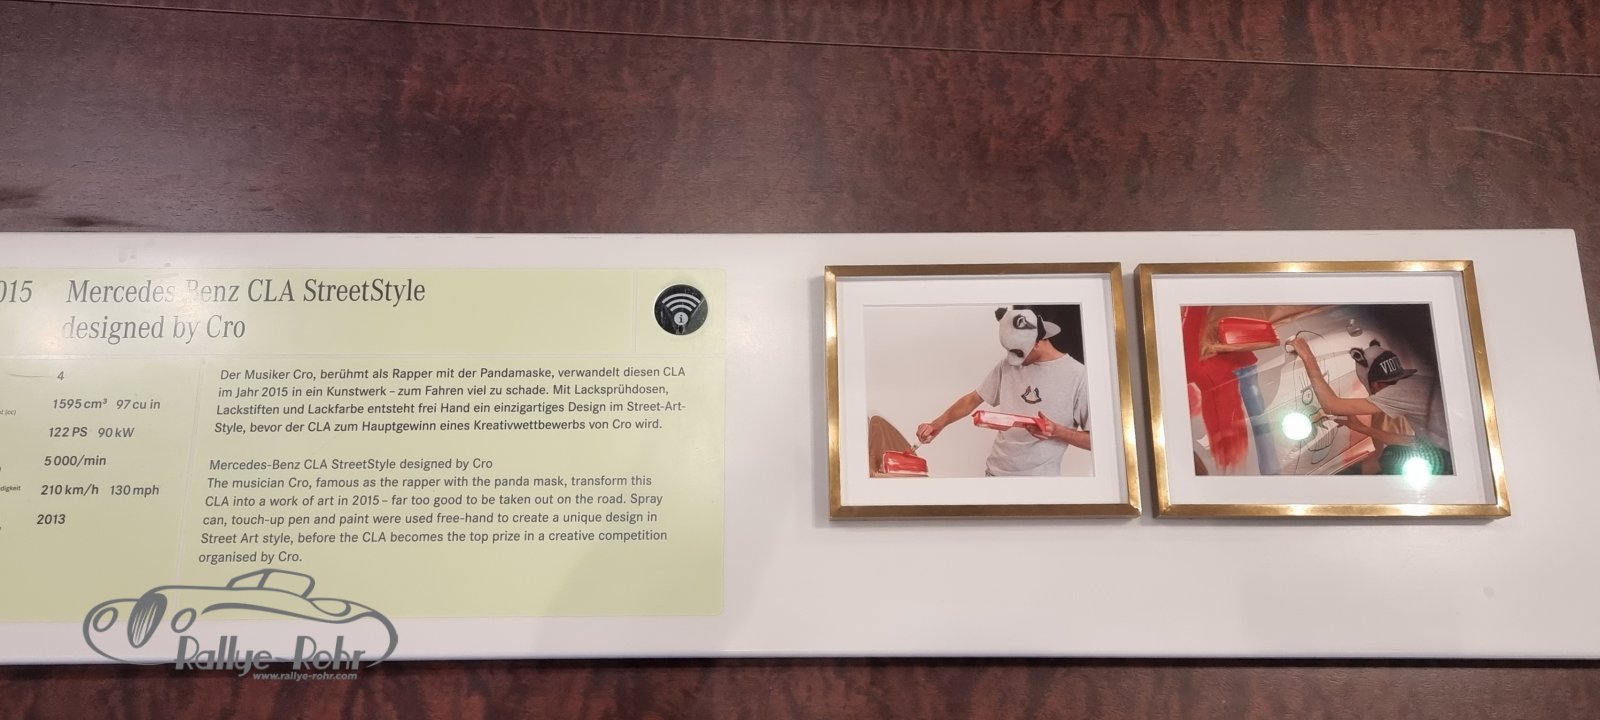 015 Mercedes-Benz CLA StreetStyle
designed by Cro
4
1595 cm³ 97 cu in
122 PS 90 kW
5 000/min
digkeit 210 km/h 130 mph
2013
Der Musiker Cro, berühmt als Rapper mit der Pandamaske, verwandelt diesen CLA
im Jahr 2015 in ein Kunstwerk – zum Fahren viel zu schade. Mit Lacksprühdosen,
Lackstiften und Lackfarbe entsteht frei Hand ein einzigartiges Design im Street-Art-
Style, bevor der CLA zum Hauptgewinn eines Kreativwettbewerbs von Cro wird.
Mercedes-Benz CLA StreetStyle designed by Cro
The musician Cro, famous as the rapper with the panda mask, transform this
CLA into a work of art in 2015 – far too good to be taken out on the road. Spray
can, touch-up pen and paint were used free-hand to create a unique design in
Street Art style, before the CLA becomes the top prize in a creative competition
organised by Cro.
Rallye-Rohr
www.rallye-rohr.com